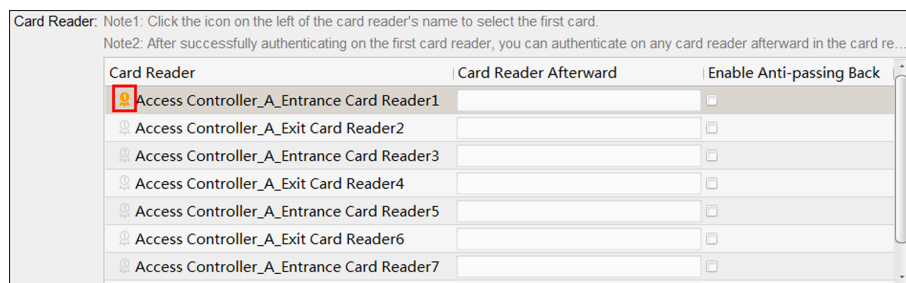 Card Reader: Note1: Click the icon on the left of the card reader's name to select the first card.
Note2: After successfully authenticating on the first card reader, you can authenticate on any card reader afterward in the card re...
Card Reader Card Reader Afterward Enable Anti-passing Back
Access Controller_A_Entrance Card Reader1
Access Controller_A_Exit Card Reader2
Access Controller_A_Entrance Card Reader3
Access Controller_A_Exit Card Reader4
Access Controller_A_Entrance Card Reader5
Access Controller_A_Exit Card Reader6
Access Controller_A_Entrance Card Reader7